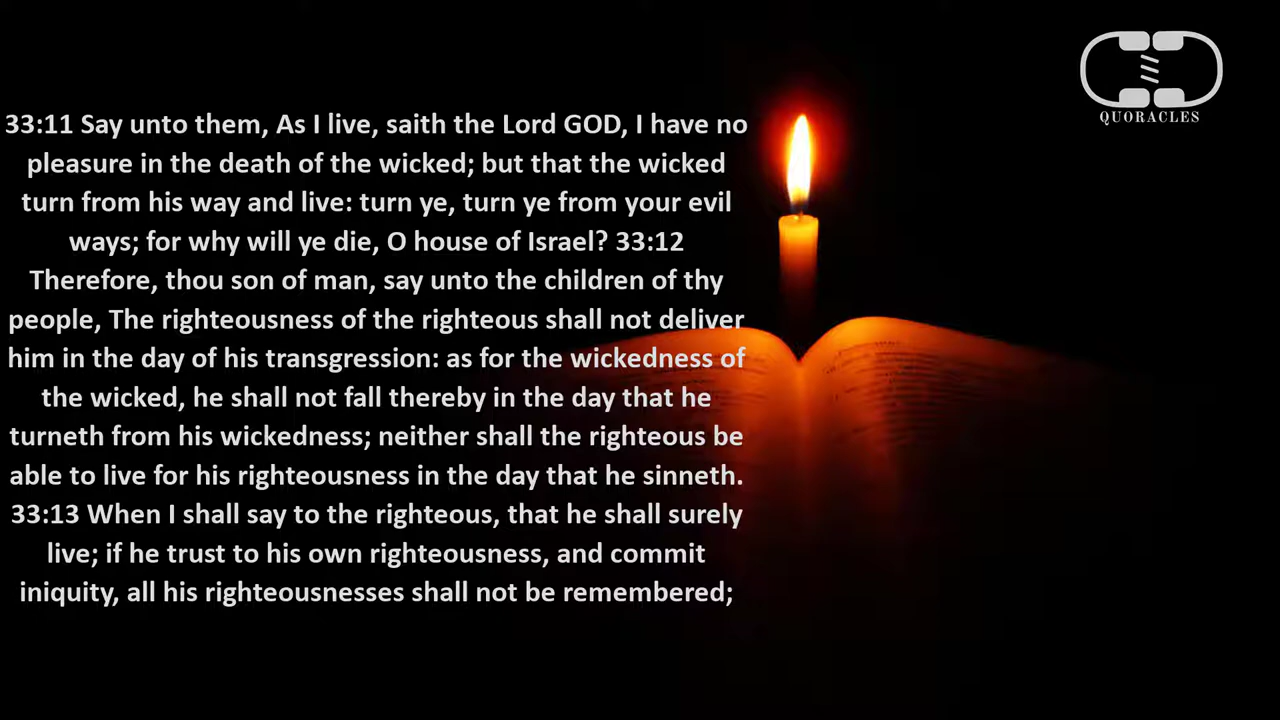 33:11 Say unto them, As I live, saith the Lord GOD, I have no
pleasure in the death of the wicked; but that the wicked
turn from his way and live: turn ye, turn ye from your evil
ways; for why will ye die, O house of Israel? 33:12
Therefore, thou son of man, say unto the children of thy
people, The righteousness of the righteous shall not deliver
him in the day of his transgression: as for the wickedness of
the wicked, he shall not fall thereby in the day that he
turneth from his wickedness; neither shall the righteous be
able to live for his righteousness in the day that he sinneth.
33:13 When I shall say to the righteous, that he shall surely
live; if he trust to his own righteousness, and commit
iniquity, all his righteousnesses shall not be remembered;
QUORACLES